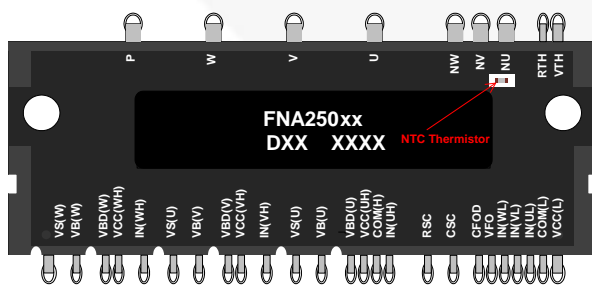 P
W
V
U
NW
NV
NU
RTH
VTH
FNA250xx
DXX XXXX
NTC Thermistor
VS(W)
VB(W)
VBD(W)
VCC(WH)
IN(WH)
VS(U)
VB(V)
VBD(V)
VCC(VH)
IN(VH)
VS(U)
VB(U)
VBD(U)
VCC(UH)
COM(H)
IN(UH)
RSC
CSC
CFOD
VFO
IN(WL)
IN(VL)
IN(UL)
COM(L)
VCC(L)